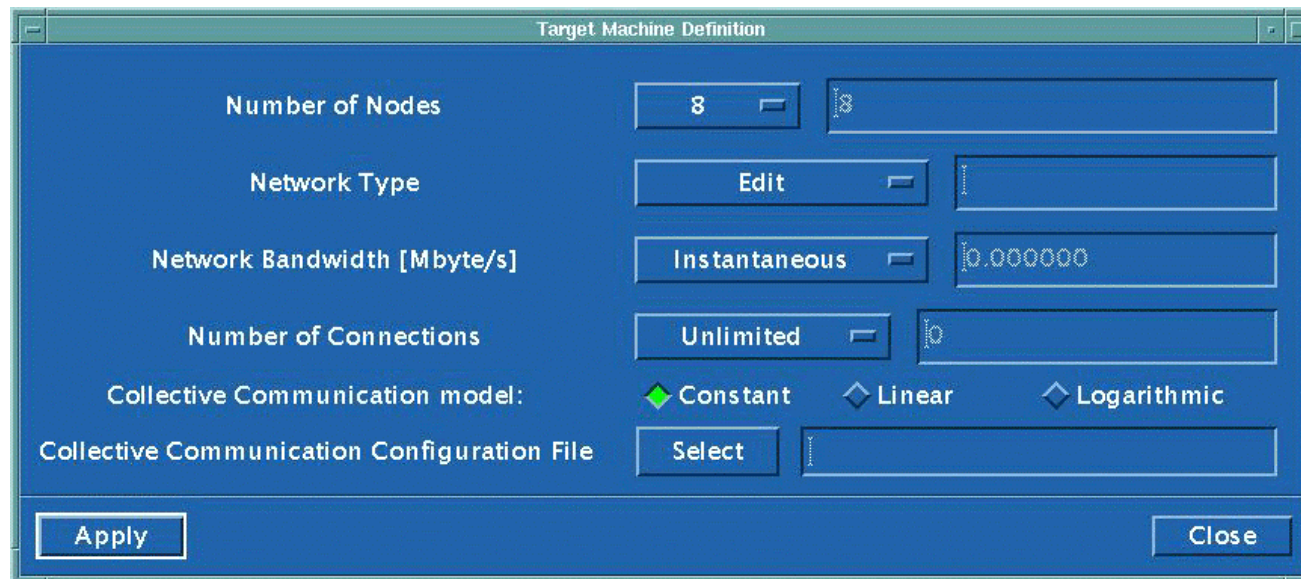 Target Machine Definition
Number of Nodes 8 8
Network Type Edit
Network Bandwidth [Mbyte/s] Instantaneous 0.000000
Number of Connections Unlimited 0
Collective Communication model: Constant Linear Logarithmic
Collective Communication Configuration File Select
Apply Close